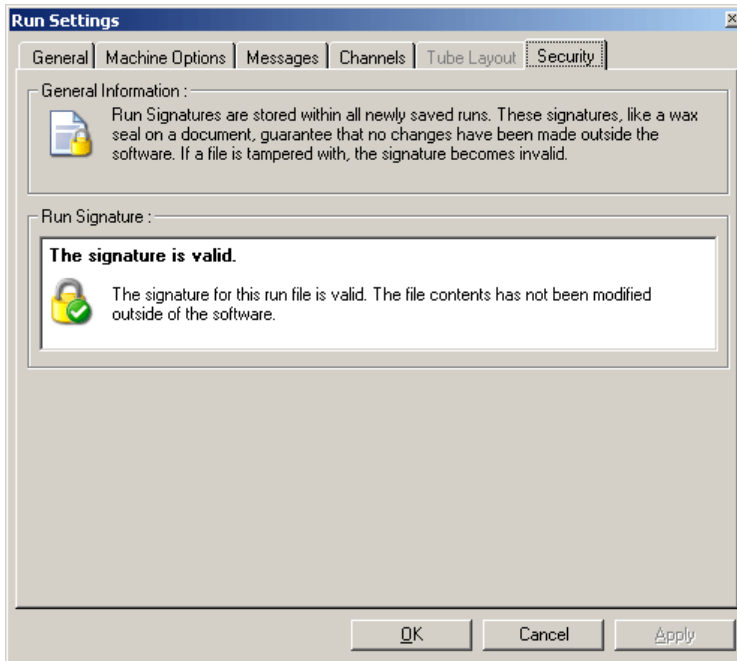 Run Settings
General Machine Options Messages Channels Tube Layout Security
General Information :
Run Signatures are stored within all newly saved runs. These signatures, like a wax
seal on a document, guarantee that no changes have been made outside the
software. If a file is tampered with, the signature becomes invalid.
Run Signature :
The signature is valid.
The signature for this run file is valid. The file contents has not been modified
outside of the software.
OK Cancel Apply